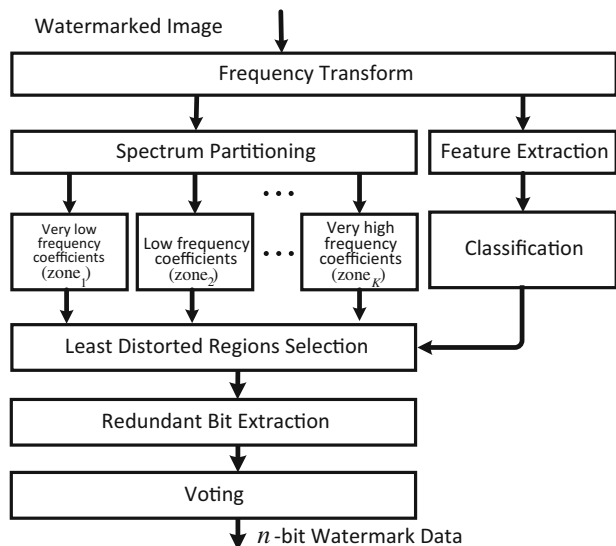 Watermarked Image
Frequency Transform
Spectrum Partitioning
Feature Extraction
...
Very low
frequency
coefficients
(zone₁)
Low frequency
coefficients
(zone₂)
...
Very high
frequency
coefficients
(zone_K)
Classification
Least Distorted Regions Selection
Redundant Bit Extraction
Voting
n-bit Watermark Data